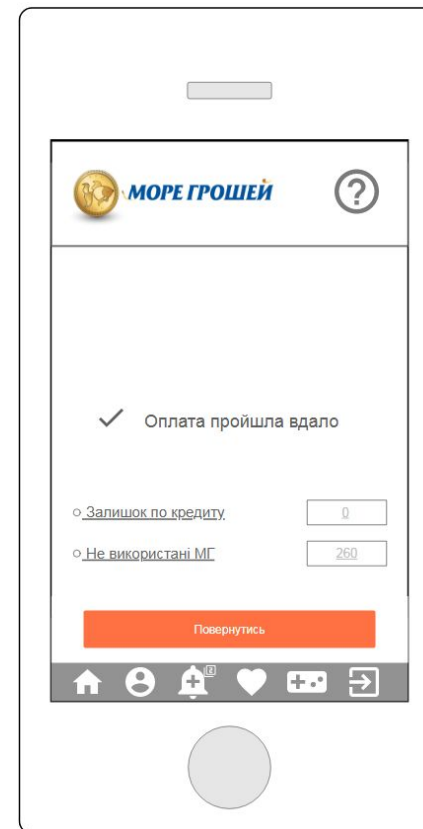 МОРЕ ГРОШЕЙ
Оплата пройшла вдало
Залишок по кредиту 0
Не використані МГ 260
Повернутись